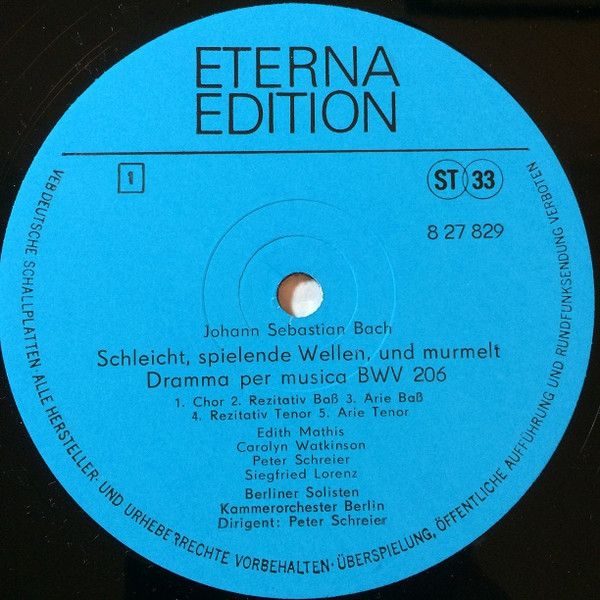 ETERNA
EDITION
1
ST 33
8 27 829
Johann Sebastian Bach
Schleicht, spielende Wellen, und murmelt
Dramma per musica BWV 206
1. Chor 2. Rezitativ Baß 3. Arie Baß
4. Rezitativ Tenor 5. Arie Tenor
Edith Mathis
Carolyn Watkinson
Peter Schreier
Siegfried Lorenz
Berliner Solisten
Kammerorchester Berlin
Dirigent: Peter Schreier
VEB DEUTSCHE SCHALLPLATTEN · ALLE HERSTELLER- UND URHEBERRECHTE VORBEHALTEN · ÜBERSPIELUNG, ÖFFENTLICHE AUFFÜHRUNG UND RUNDFUNKSENDUNG VERBOTEN